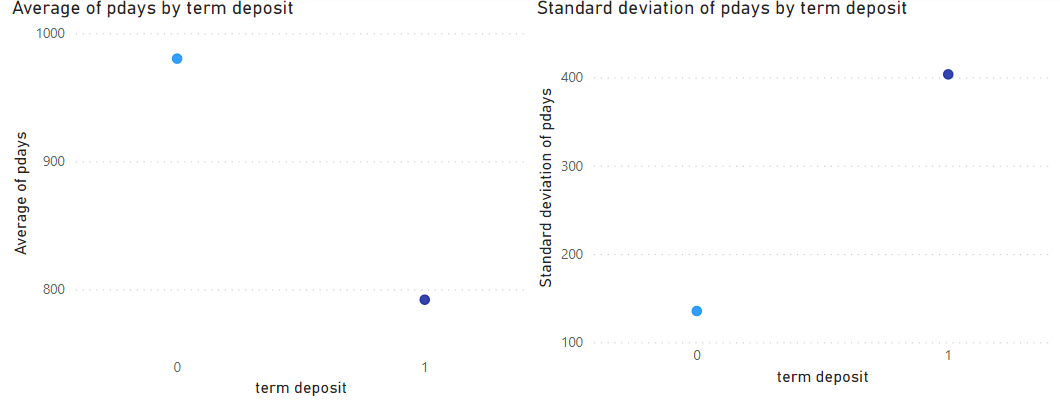 Average of pdays by term deposit
1000
900
800
Average of pdays
0
1
term deposit
Standard deviation of pdays by term deposit
400
300
200
100
Standard deviation of pdays
0
1
term deposit